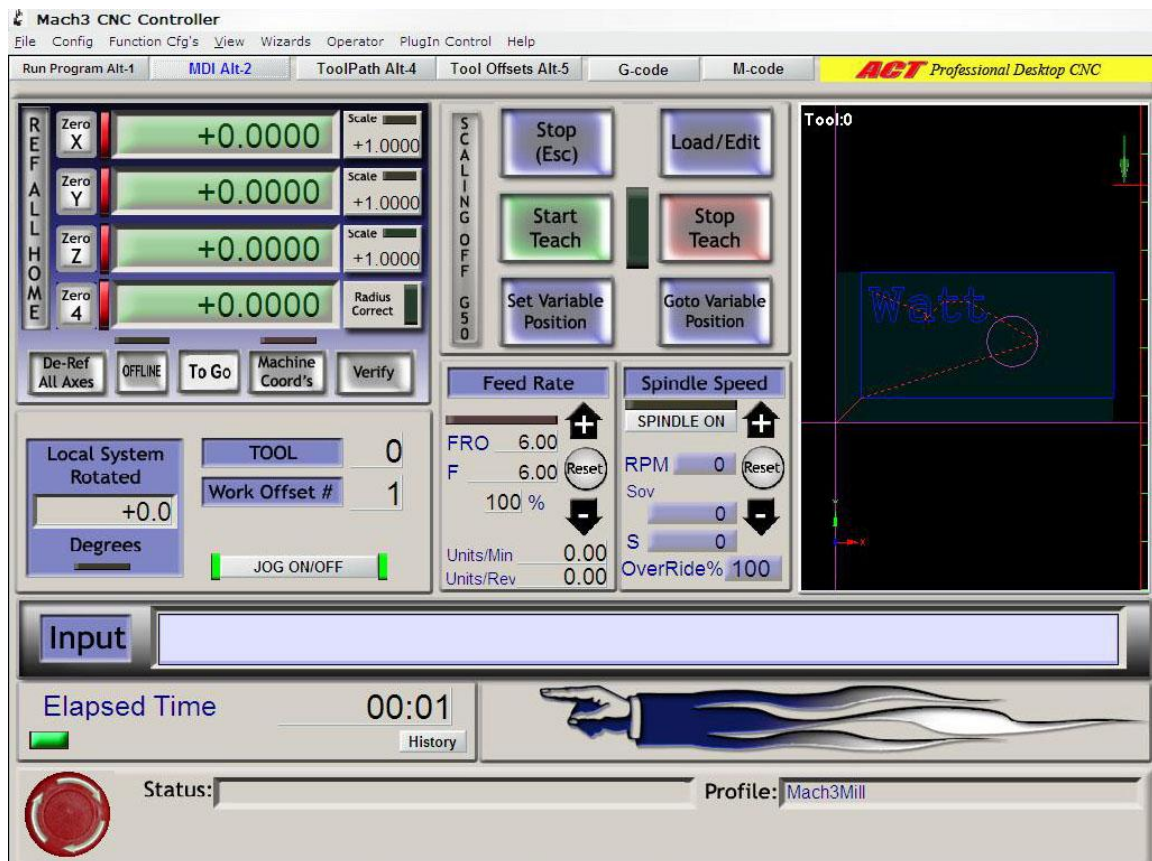 Mach3 CNC Controller
File Config Function Cfg's View Wizards Operator PlugIn Control Help
Run Program Alt-1 MDI Alt-2 ToolPath Alt-4 Tool Offsets Alt-5 G-code M-code ACT Professional Desktop CNC
REF ALL HOME
Zero X +0.0000 Scale +1.0000
Zero Y +0.0000 Scale +1.0000
Zero Z +0.0000 Scale +1.0000
Zero 4 +0.0000 Radius Correct
De-Ref All Axes OFFLINE To Go Machine Coord's Verify
SCALING OFF G50
Stop (Esc) Load/Edit
Start Teach Stop Teach
Set Variable Position Goto Variable Position
Tool:0
Watt
Y
X
Feed Rate
FRO 6.00
F 6.00
100 %
Reset
+
-
Units/Min 0.00
Units/Rev 0.00
Spindle Speed
SPINDLE ON
+
RPM 0
Reset
Sov
0
-
S 0
OverRide% 100
Local System Rotated
+0.0
Degrees
TOOL 0
Work Offset # 1
JOG ON/OFF
Input
Elapsed Time 00:01
History
Status:
Profile: Mach3Mill